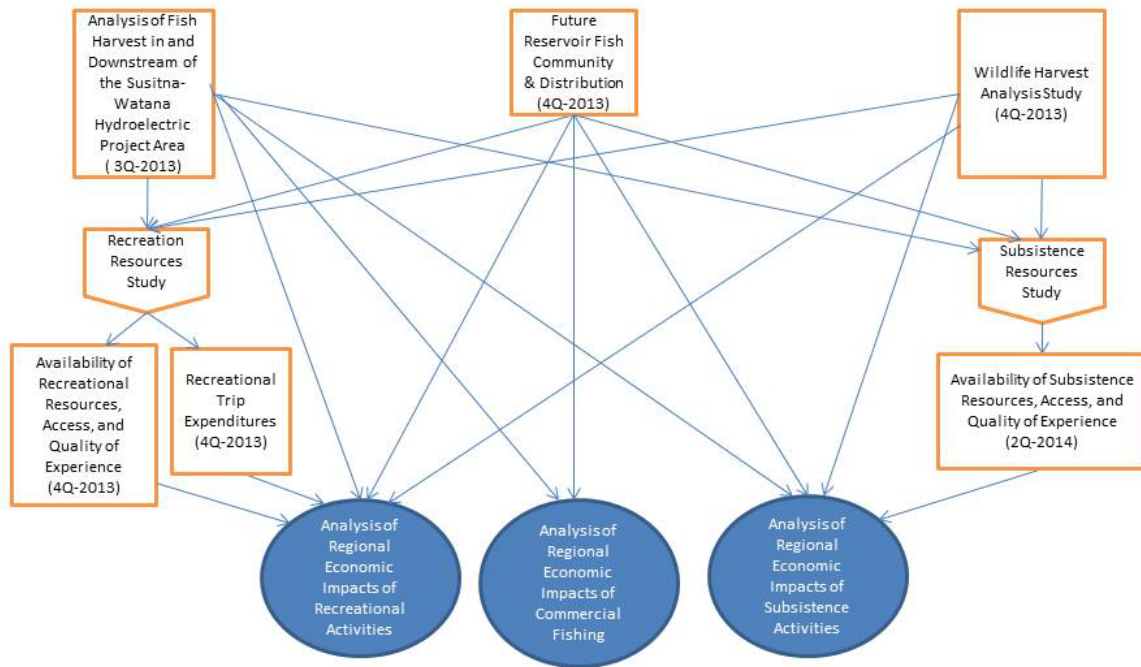 Analysis of Fish
Harvest in and
Downstream of
the Susitna-
Watana
Hydroelectric
Project Area
( 3Q-2013)
Future
Reservoir Fish
Community
& Distribution
(4Q-2013)
Wildlife Harvest
Analysis Study
(4Q-2013)
Recreation
Resources
Study
Subsistence
Resources
Study
Availability of
Recreational
Resources,
Access, and
Quality of
Experience
(4Q-2013)
Recreational
Trip
Expenditures
(4Q-2013)
Availability of Subsistence
Resources, Access, and
Quality of Experience
(2Q-2014)
Analysis of
Regional
Economic
Impacts of
Recreational
Activities
Analysis of
Regional
Economic
Impacts of
Commercial
Fishing
Analysis of
Regional
Economic
Impacts of
Subsistence
Activities